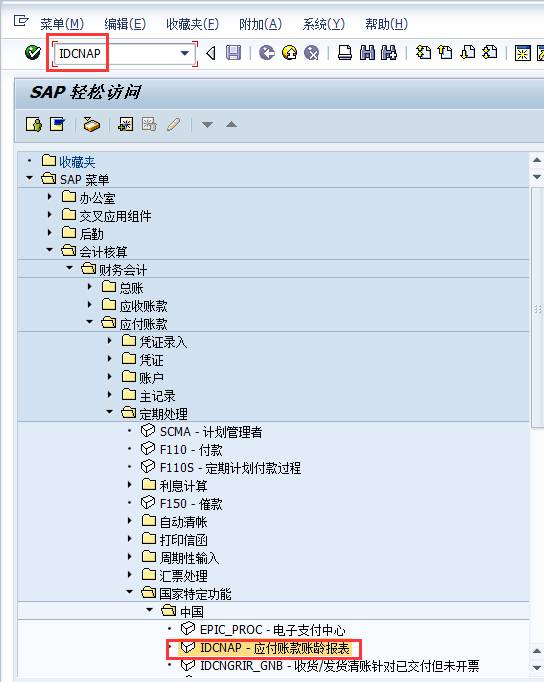 菜单(M) 编辑(E) 收藏夹(F) 附加(A) 系统(Y) 帮助(H)
IDCNAP
SAP 轻松访问
收藏夹
SAP 菜单
办公室
交叉应用组件
后勤
会计核算
财务会计
总账
应收账款
应付账款
凭证录入
凭证
账户
主记录
定期处理
SCMA - 计划管理者
F110 - 付款
F110S - 定期计划付款过程
利息计算
F150 - 催款
自动清帐
打印信函
周期性输入
汇票处理
国家特定功能
中国
EPIC_PROC - 电子支付中心
IDCNAP - 应付账款账龄报表
IDCNGRIR_GNB - 收货/发货清账针对已交付但未开票